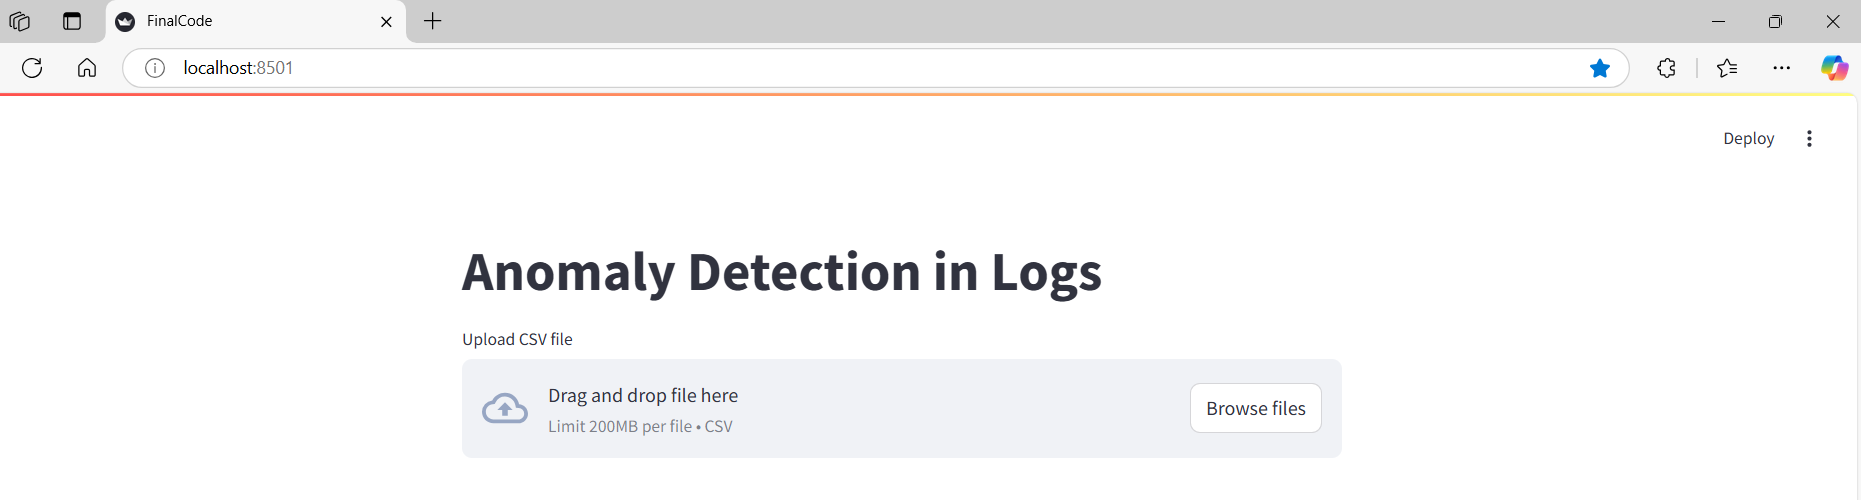 FinalCode
localhost:8501
Deploy
Anomaly Detection in Logs
Upload CSV file
Drag and drop file here
Limit 200MB per file • CSV
Browse files